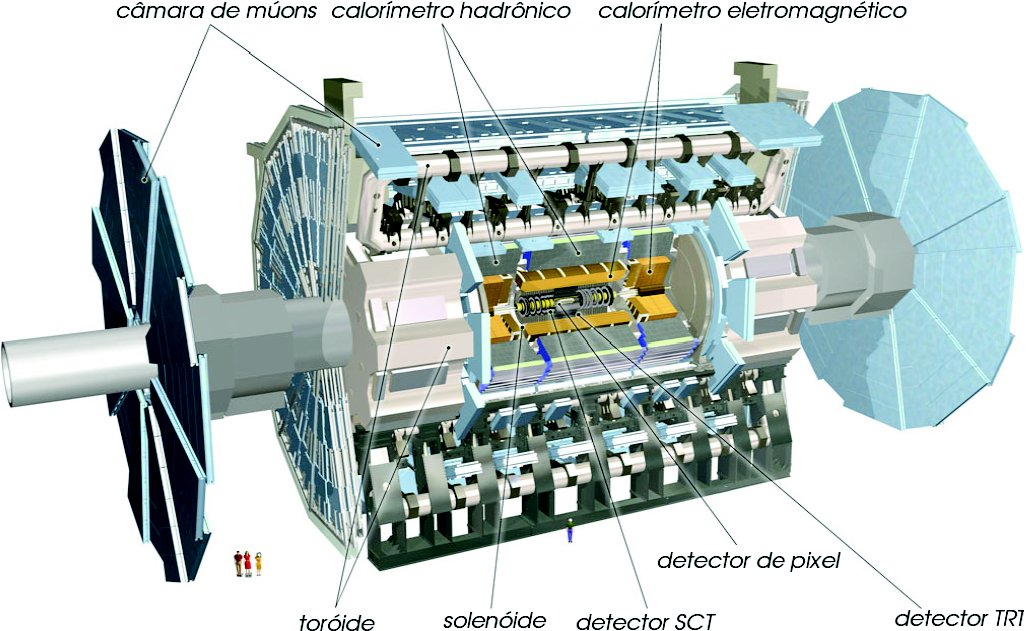 câmara de múons
calorímetro hadrônico
calorímetro eletromagnético
detector de pixel
toróide
solenóide
detector SCT
detector TRT